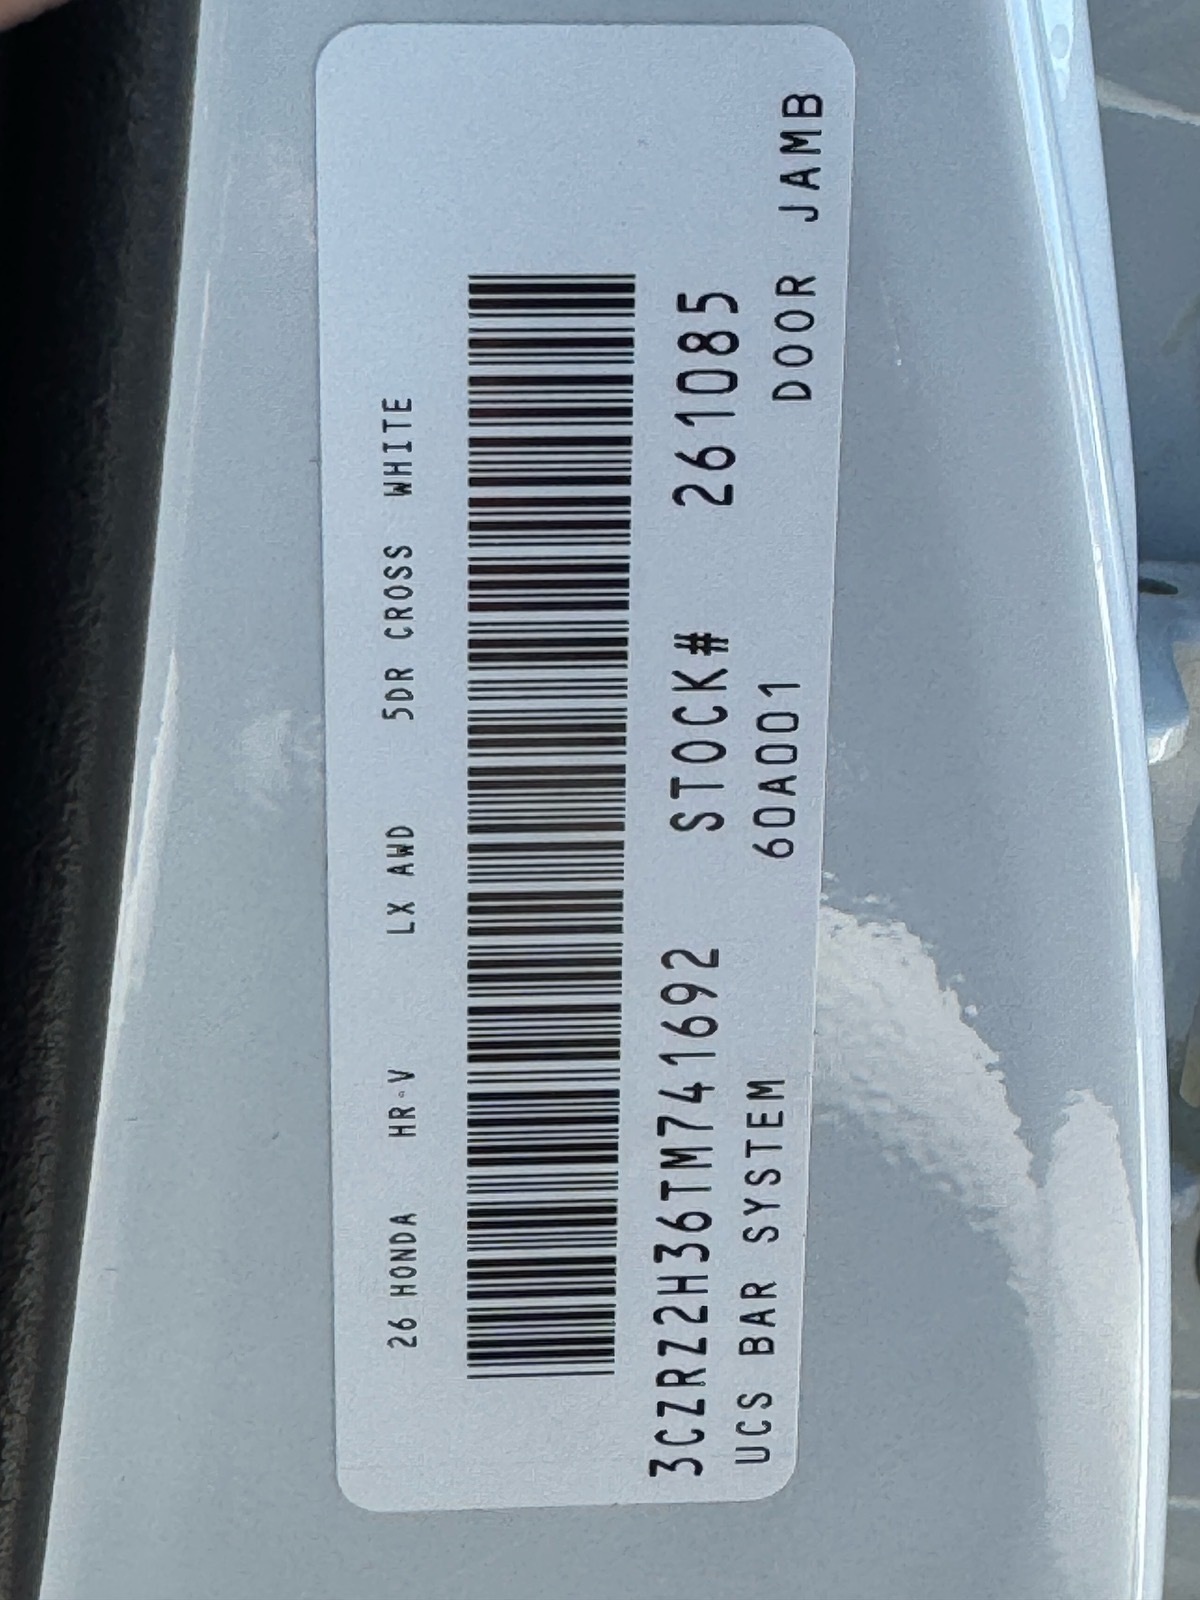 26 HONDA HR-V LX AWD 5DR CROSS WHITE
3CZRZ2H36TM741692 STOCK# 261085
UCS BAR SYSTEM 60A001 DOOR JAMB